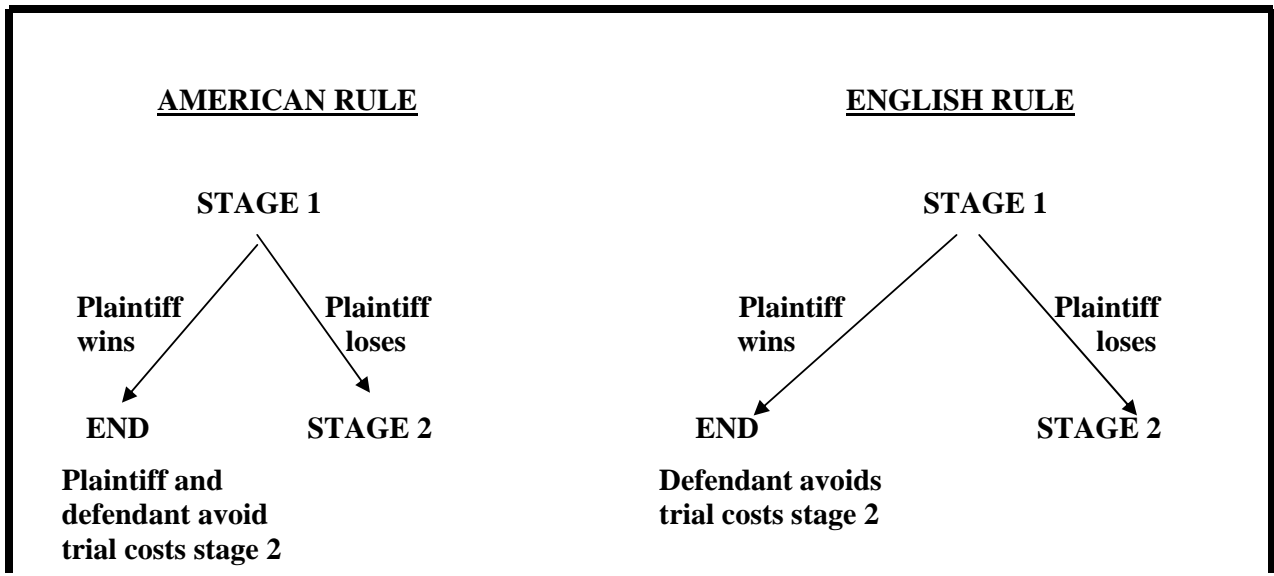 AMERICAN RULE
STAGE 1
Plaintiff
wins
Plaintiff
loses
END
STAGE 2
Plaintiff and
defendant avoid
trial costs stage 2
ENGLISH RULE
STAGE 1
Plaintiff
wins
Plaintiff
loses
END
STAGE 2
Defendant avoids
trial costs stage 2